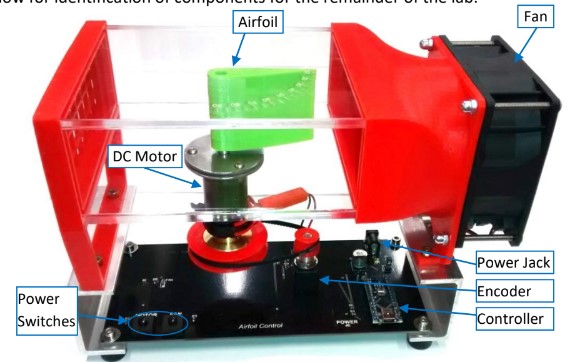 ow for identification of components for the remainder of the lab.
Fan
Airfoil
DC Motor
Power Jack
Encoder
Controller
Power
Switches
Airfoil Control
POWER